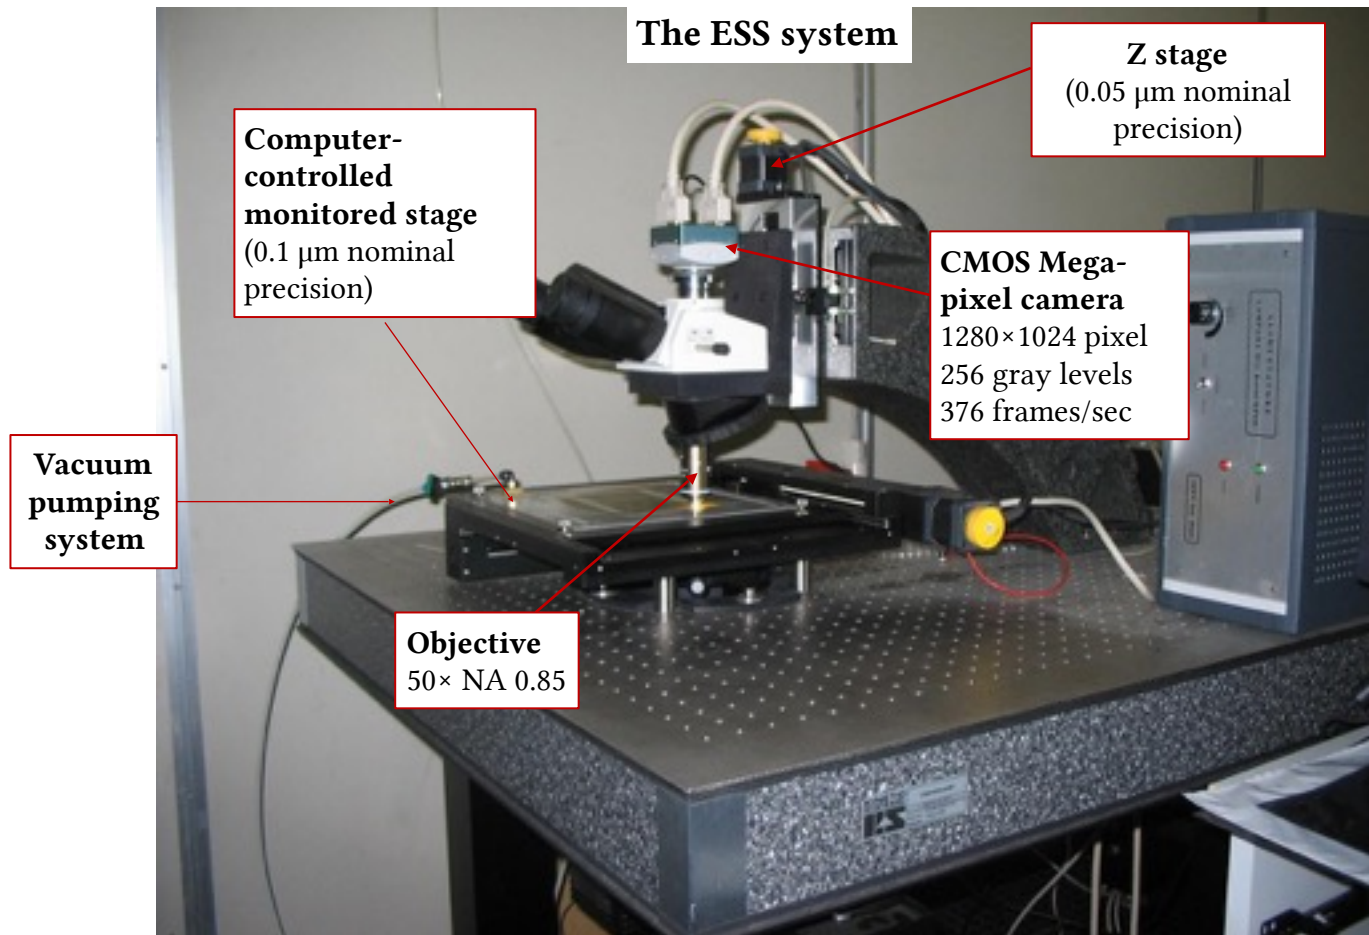 The ESS system
Z stage
(0.05 μm nominal
precision)
Computer-
controlled
monitored stage
(0.1 μm nominal
precision)
CMOS Mega-
pixel camera
1280×1024 pixel
256 gray levels
376 frames/sec
Vacuum
pumping
system
Objective
50× NA 0.85